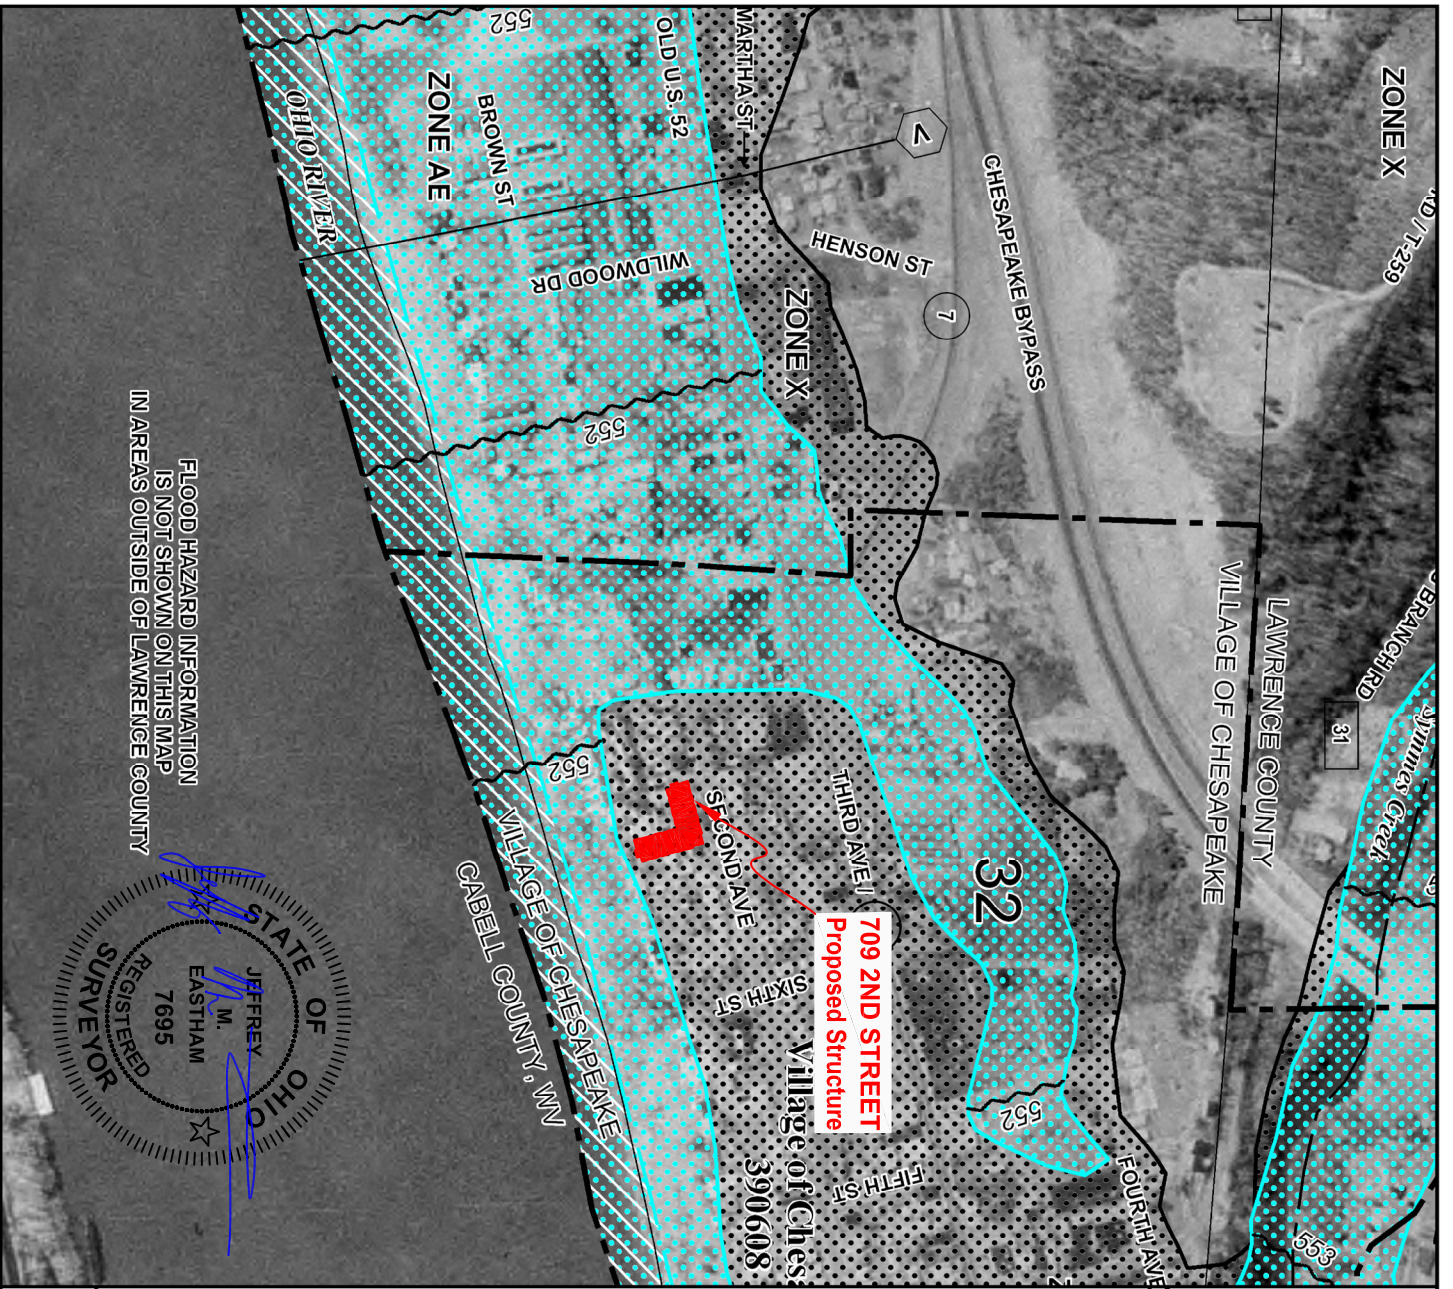 ZONE X
RD / T-259
BRANCH RD
31
Symmes Creek
LAWRENCE COUNTY
VILLAGE OF CHESAPEAKE
553
CHESAPEAKE BYPASS
7
HENSON ST
MARTHA ST
OLD U.S. 52
552
ZONE AE
BROWN ST
WILDWOOD DR
ZONE X
552
OHIO RIVER
32
552
FOURTH AVE
THIRD AVE /
SECOND AVE
709 2ND STREET
Proposed Structure
SIXTH ST
FIFTH ST
Village of Ches
390608
552
VILLAGE OF CHESAPEAKE
CABELL COUNTY, WV
FLOOD HAZARD INFORMATION
IS NOT SHOWN ON THIS MAP
IN AREAS OUTSIDE OF LAWRENCE COUNTY
STATE OF OHIO
JEFFREY
M.
EASTHAM
7695
REGISTERED
SURVEYOR